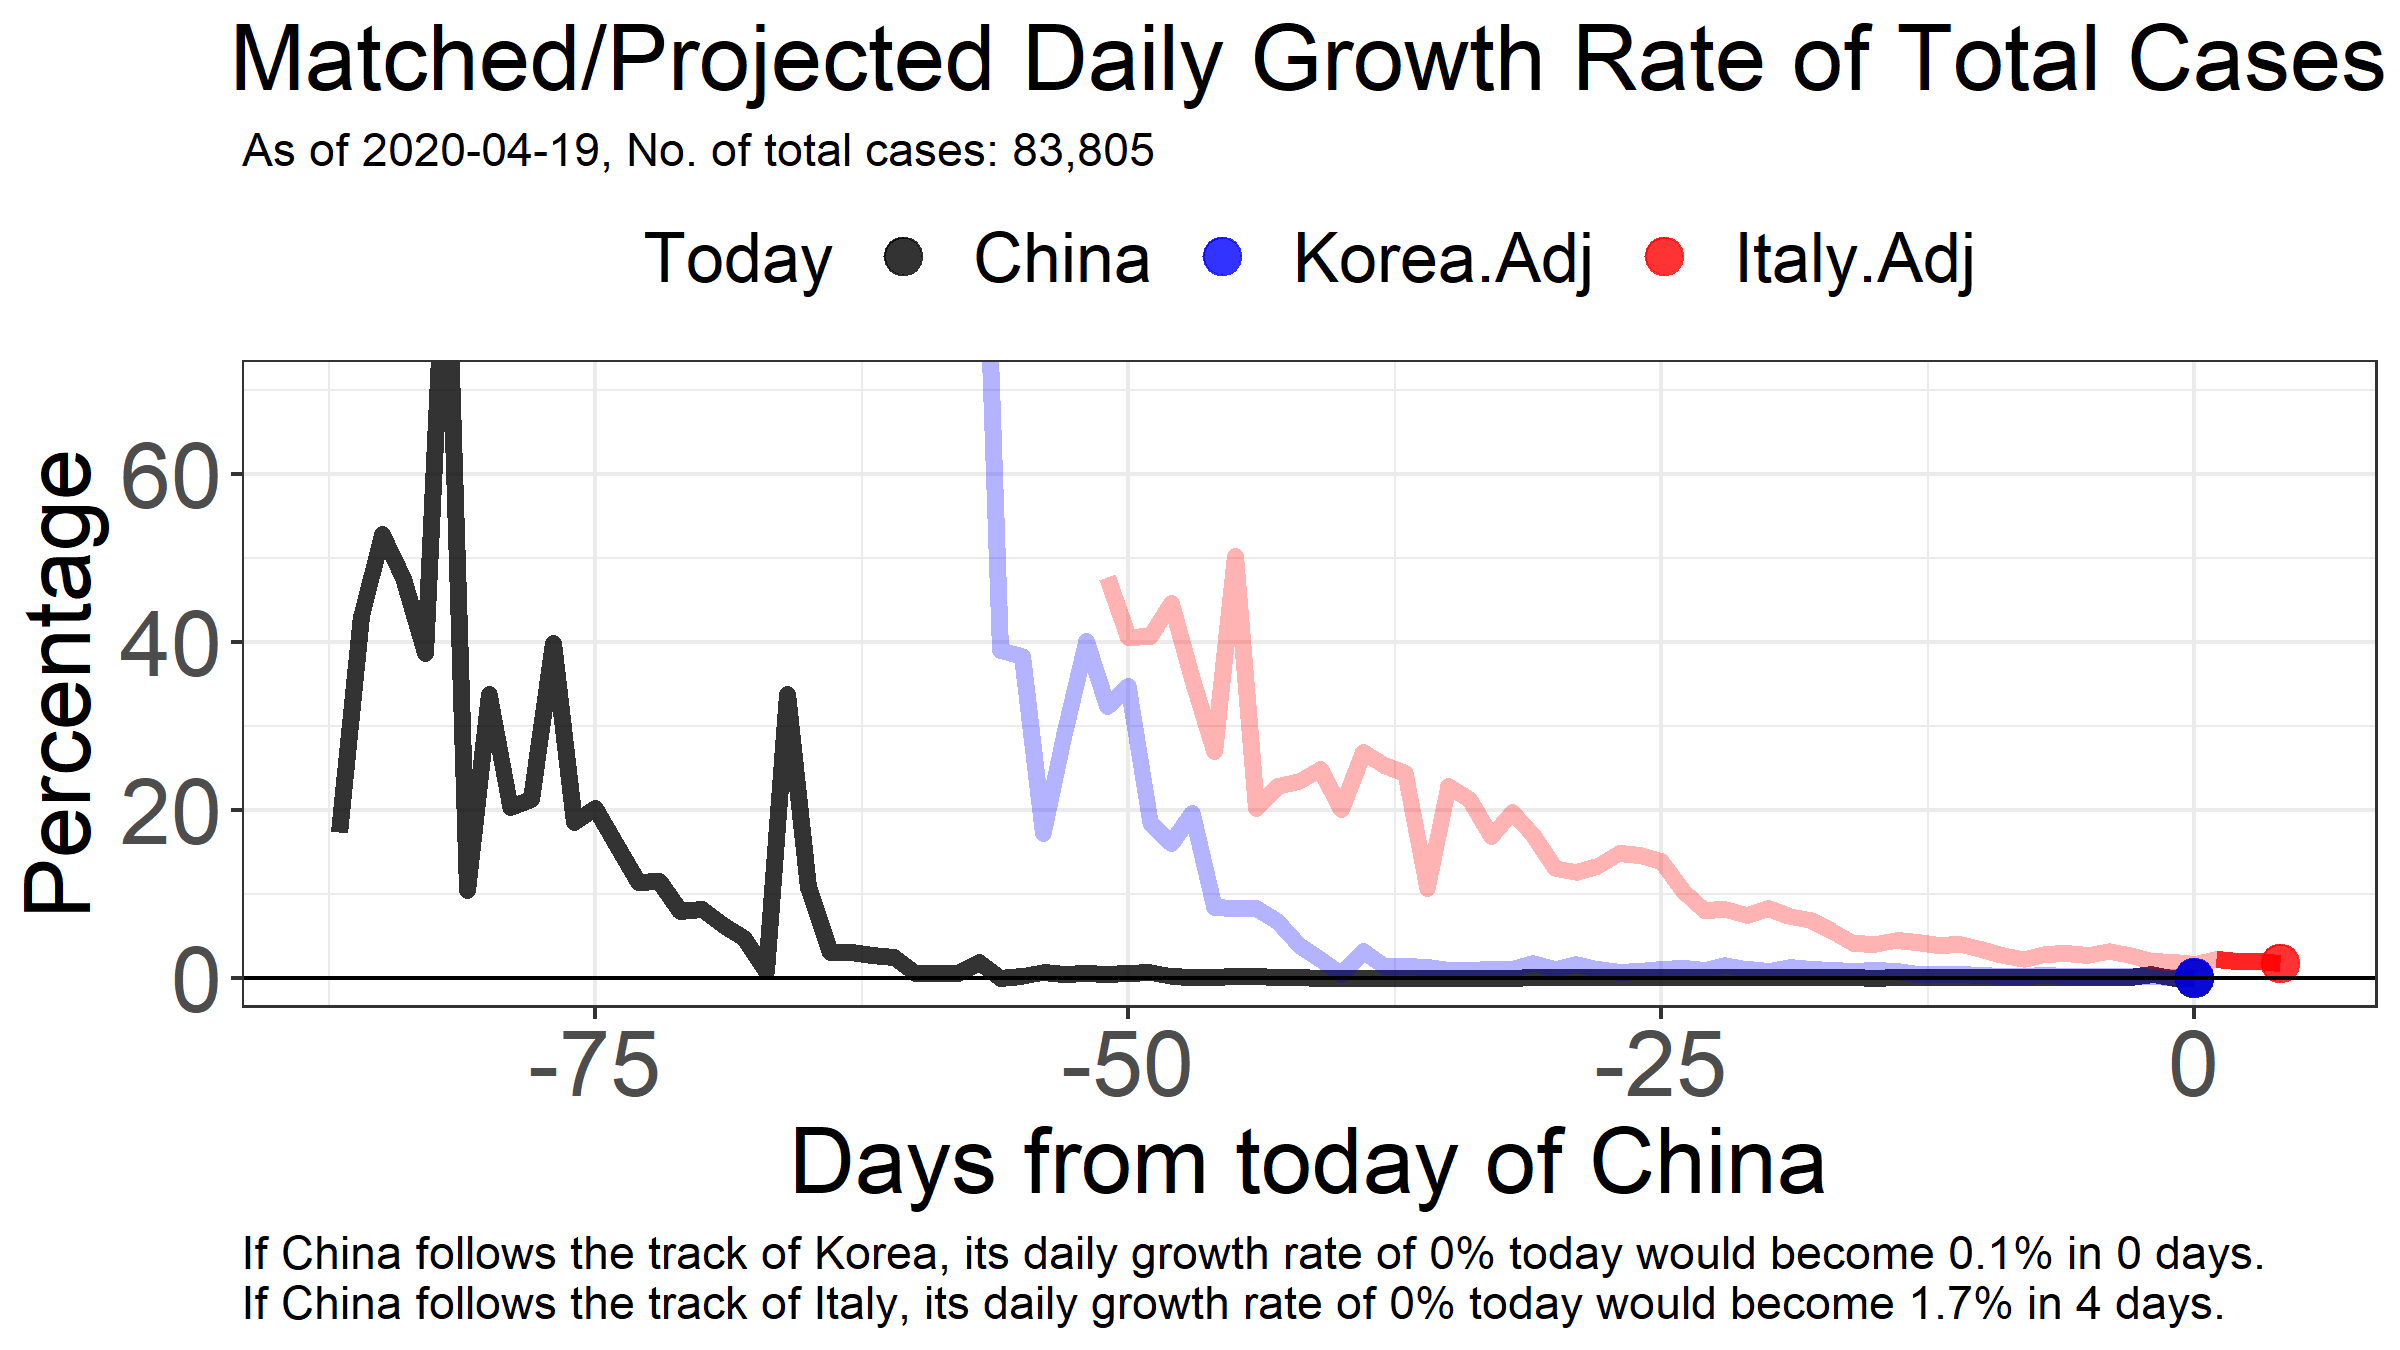 Matched/Projected Daily Growth Rate of Total Cases
As of 2020-04-19, No. of total cases: 83,805
Today China Korea.Adj Italy.Adj
Percentage
60
40
20
0
-75 -50 -25 0
Days from today of China
If China follows the track of Korea, its daily growth rate of 0% today would become 0.1% in 0 days.
If China follows the track of Italy, its daily growth rate of 0% today would become 1.7% in 4 days.